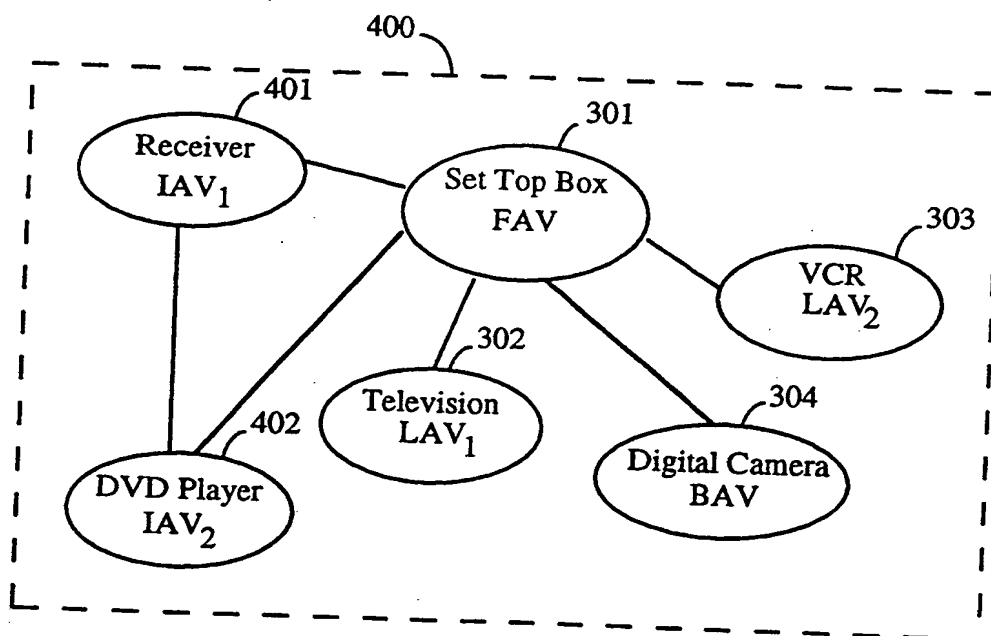 400
401
Receiver
IAV1
301
Set Top Box
FAV
303
VCR
LAV2
302
Television
LAV1
304
Digital Camera
BAV
402
DVD Player
IAV2